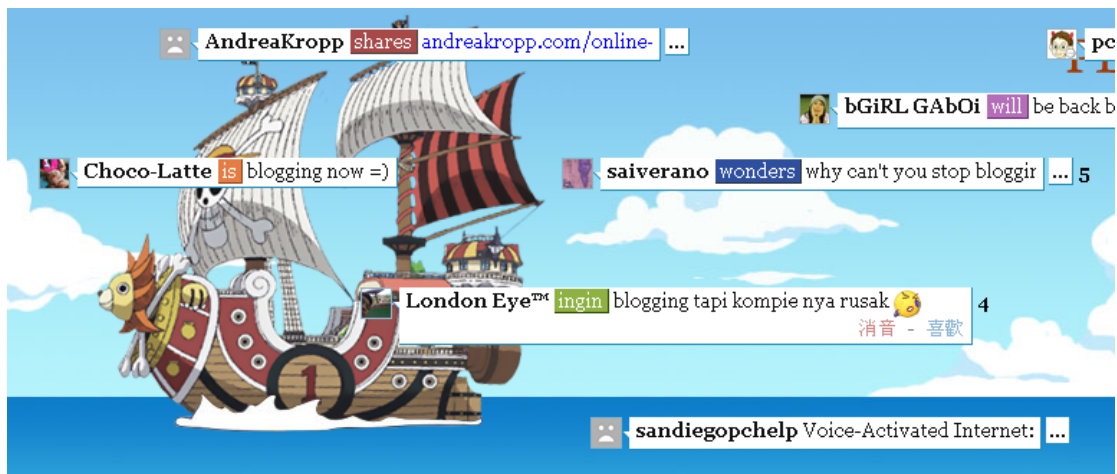 AndreaKropp shares andreakropp.com/online- ...
pc
bGiRL GAbOi will be back b
Choco-Latte is blogging now =)
saiverano wonders why can't you stop bloggir ... 5
London Eye™ ingin blogging tapi kompie nya rusak 4
消音 - 喜歡
1
sandiegopchelp Voice-Activated Internet: ...